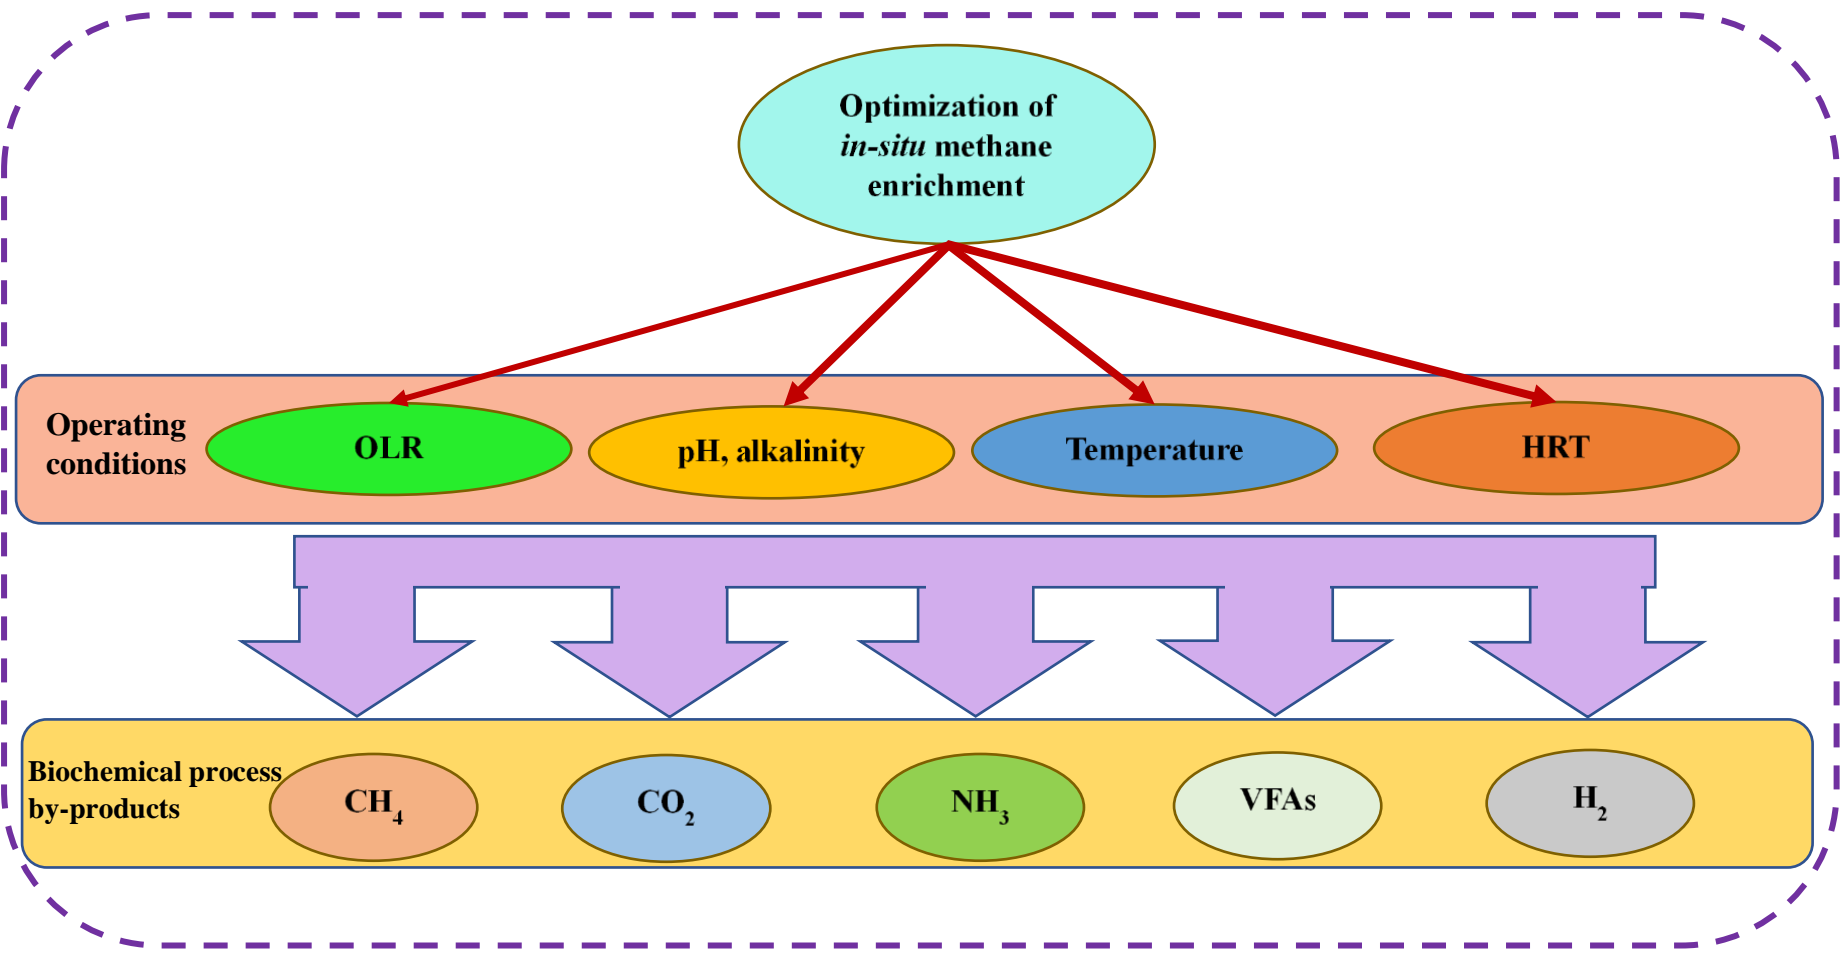 Optimization of
in-situ methane
enrichment
Operating
conditions
OLR
pH, alkalinity
Temperature
HRT
Biochemical process
by-products
CH₄
CO₂
NH₃
VFAs
H₂